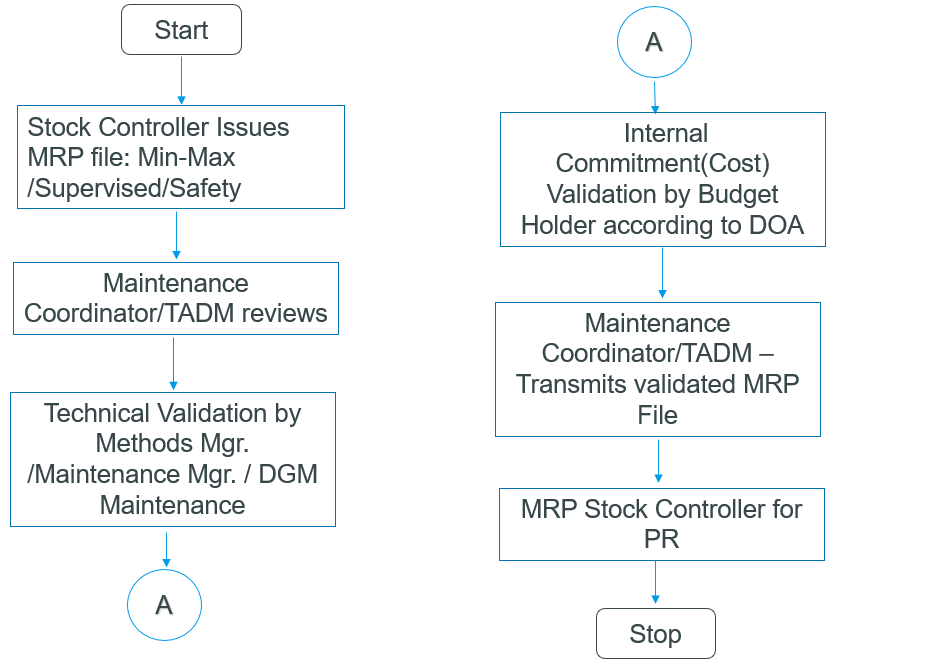 Start
Stock Controller Issues
MRP file: Min-Max
/Supervised/Safety
Maintenance
Coordinator/TADM reviews
Technical Validation by
Methods Mgr.
/Maintenance Mgr. / DGM
Maintenance
A
A
Internal
Commitment(Cost)
Validation by Budget
Holder according to DOA
Maintenance
Coordinator/TADM –
Transmits validated MRP
File
MRP Stock Controller for
PR
Stop